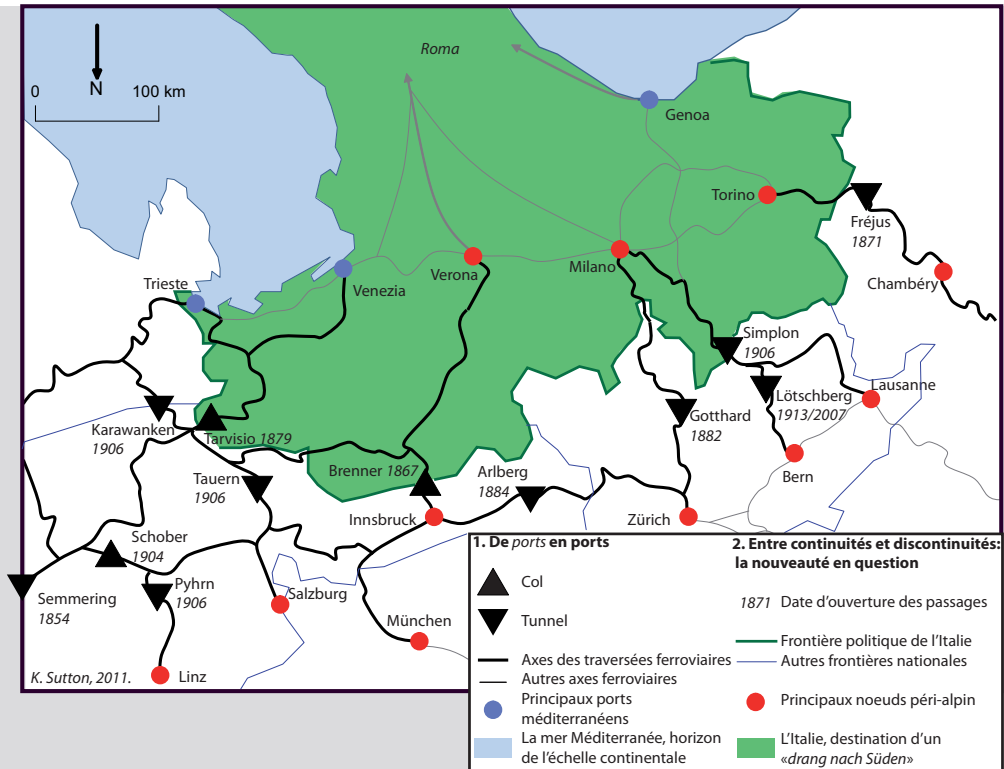 Roma
N
0
100 km
Genoa
Torino
Fréjus
1871
Chambéry
Milano
Verona
Venezia
Trieste
Simplon
1906
Lötschberg
1913/2007
Lausanne
Gotthard
1882
Bern
Karawanken
1906
Tarvisio 1879
Brenner 1867
Arlberg
1884
Tauern
1906
Innsbruck
Zürich
Schober
1904
Semmering
1854
Pyhrn
1906
Salzburg
München
Linz
K. Sutton, 2011.
1. De ports en ports
Col
Tunnel
Axes des traversées ferroviaires
Autres axes ferroviaires
Principaux ports
méditerranéens
La mer Méditerranée, horizon
de l'échelle continentale
2. Entre continuités et discontinuités:
la nouveauté en question
1871 Date d'ouverture des passages
Frontière politique de l'Italie
Autres frontières nationales
Principaux noeuds péri-alpin
L'Italie, destination d'un
«drang nach Süden»